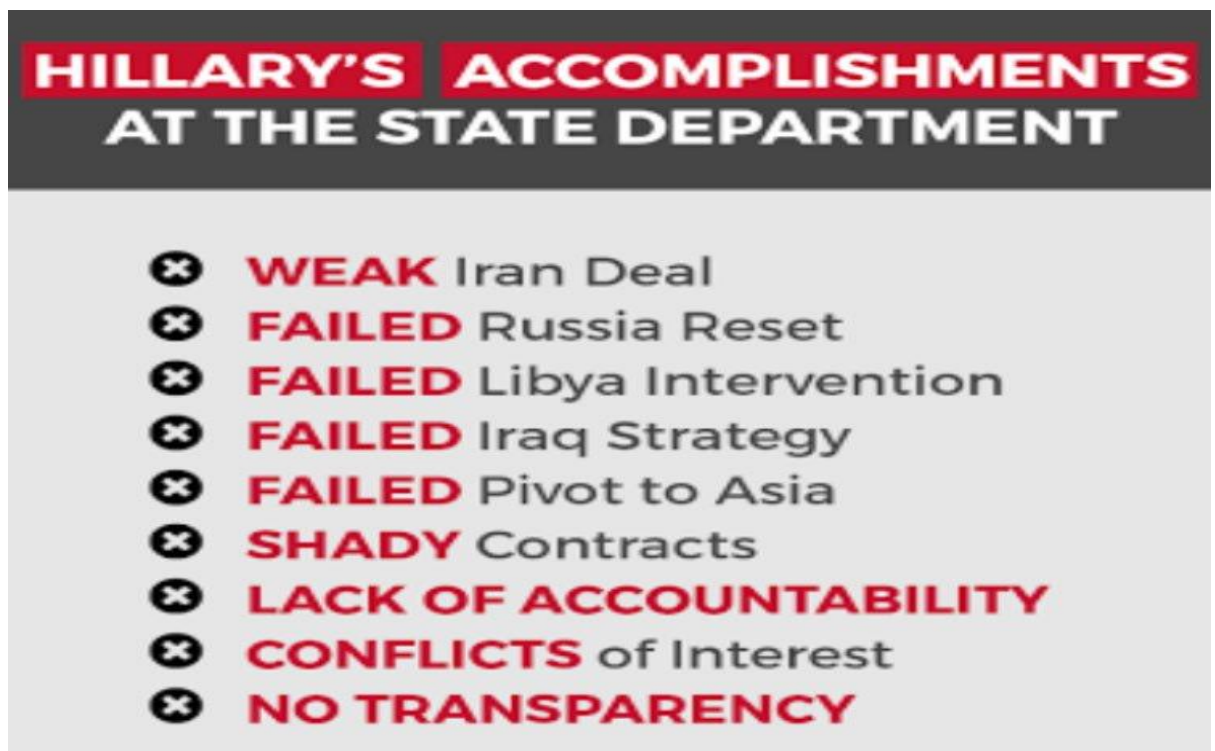 HILLARY'S ACCOMPLISHMENTS
AT THE STATE DEPARTMENT
WEAK Iran Deal
FAILED Russia Reset
FAILED Libya Intervention
FAILED Iraq Strategy
FAILED Pivot to Asia
SHADY Contracts
LACK OF ACCOUNTABILITY
CONFLICTS of Interest
NO TRANSPARENCY